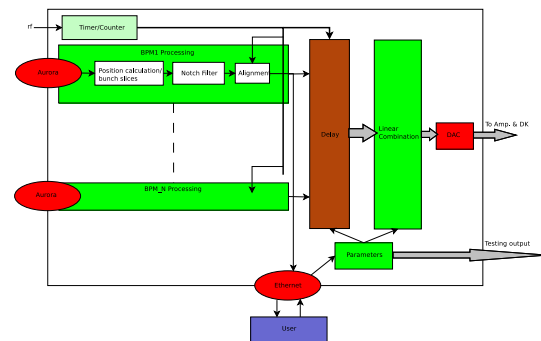 rf
Timer/Counter
BPM1 Processing
Aurora
Position calculation/
bunch slices
Notch Filter
Alignment
Delay
Linear
Combination
DAC
To Amp. & DK
Aurora
BPM_N Processing
Testing output
Parameters
Ethernet
User